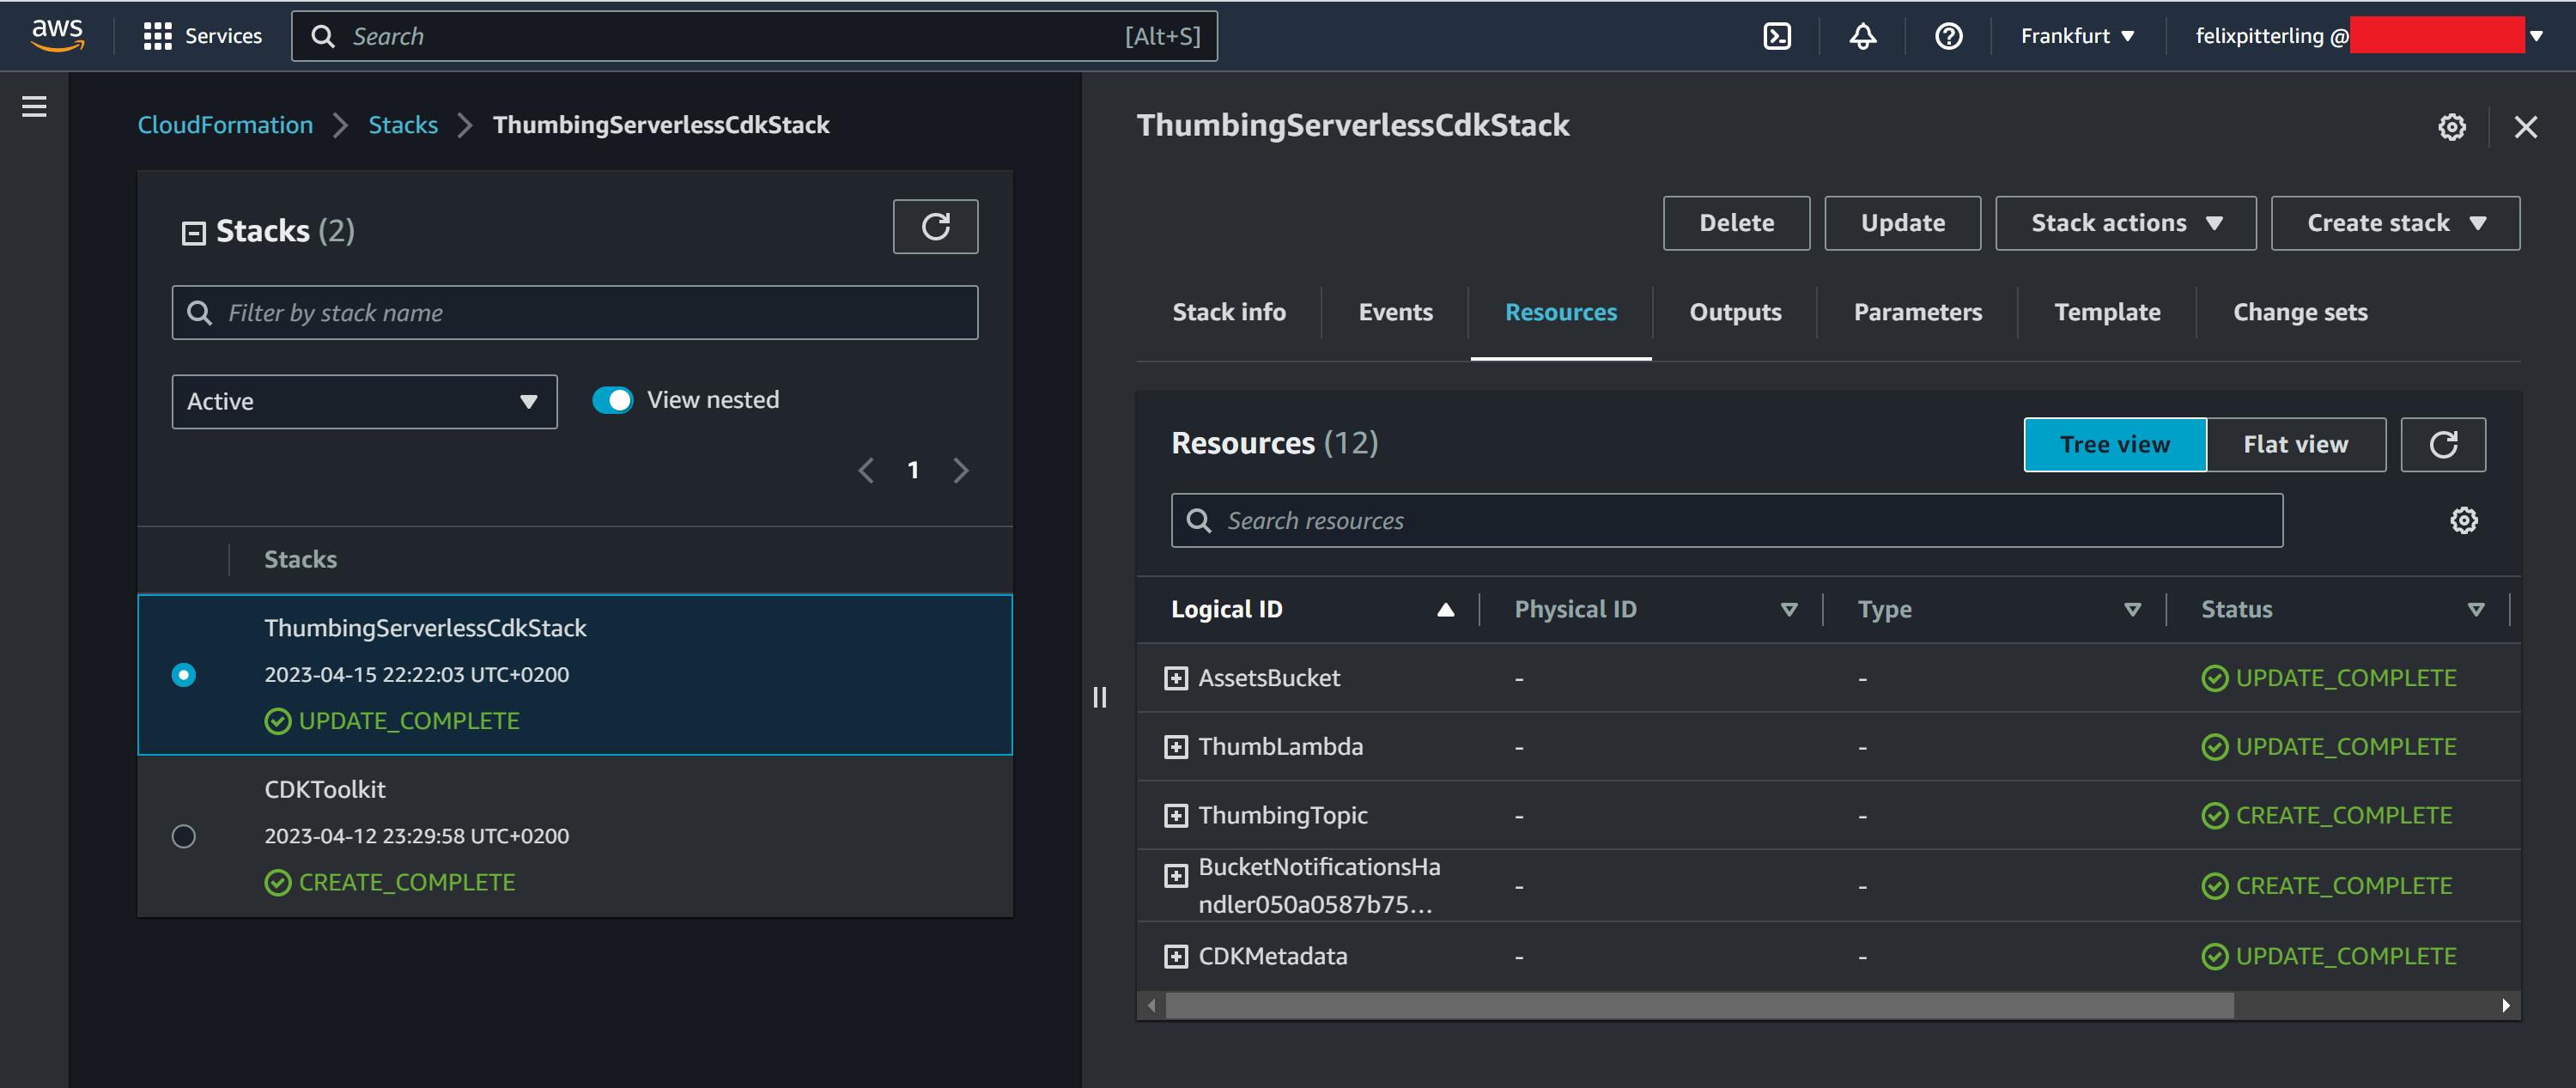 aws
Services
Search
[Alt+S]
Frankfurt
felixpitterling @
CloudFormation
Stacks
ThumbingServerlessCdkStack
Stacks (2)
Filter by stack name
Active
View nested
1
Stacks
ThumbingServerlessCdkStack
2023-04-15 22:22:03 UTC+0200
UPDATE_COMPLETE
CDKToolkit
2023-04-12 23:29:58 UTC+0200
CREATE_COMPLETE
ThumbingServerlessCdkStack
Delete
Update
Stack actions
Create stack
Stack info
Events
Resources
Outputs
Parameters
Template
Change sets
Resources (12)
Tree view
Flat view
Search resources
Logical ID
Physical ID
Type
Status
AssetsBucket - - UPDATE_COMPLETE
ThumbLambda - - UPDATE_COMPLETE
ThumbingTopic - - CREATE_COMPLETE
BucketNotificationsHa
ndler050a0587b75... - - CREATE_COMPLETE
CDKMetadata - - UPDATE_COMPLETE